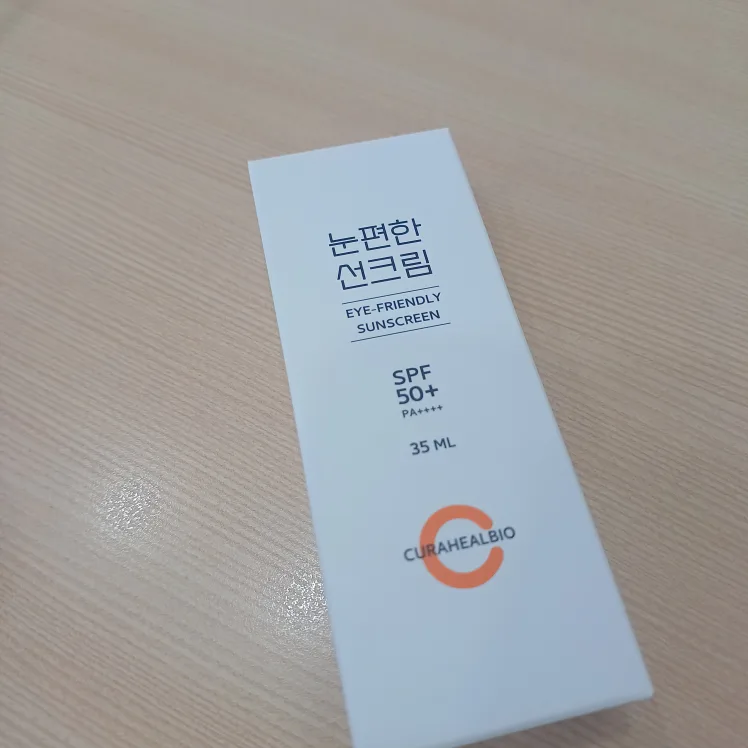 눈편한
선크림
EYE-FRIENDLY
SUNSCREEN
SPF
50+
PA++++
35 ML
CURAHEALBIO